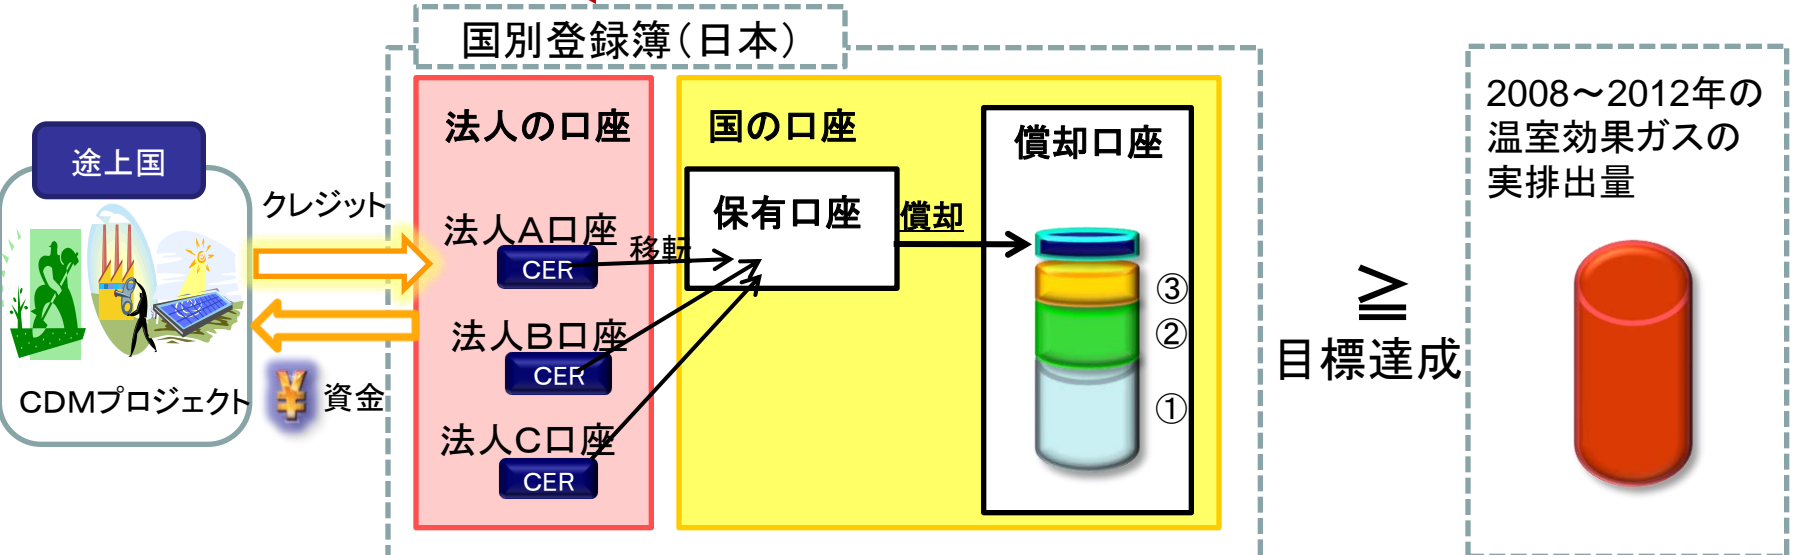 国別登録簿(日本)
途上国
CDMプロジェクト
クレジット
¥
資金
法人の口座
法人A口座
CER
移転
法人B口座
CER
法人C口座
CER
国の口座
保有口座
償却
償却口座
③
②
①
≧
目標達成
2008~2012年の
温室効果ガスの
実排出量